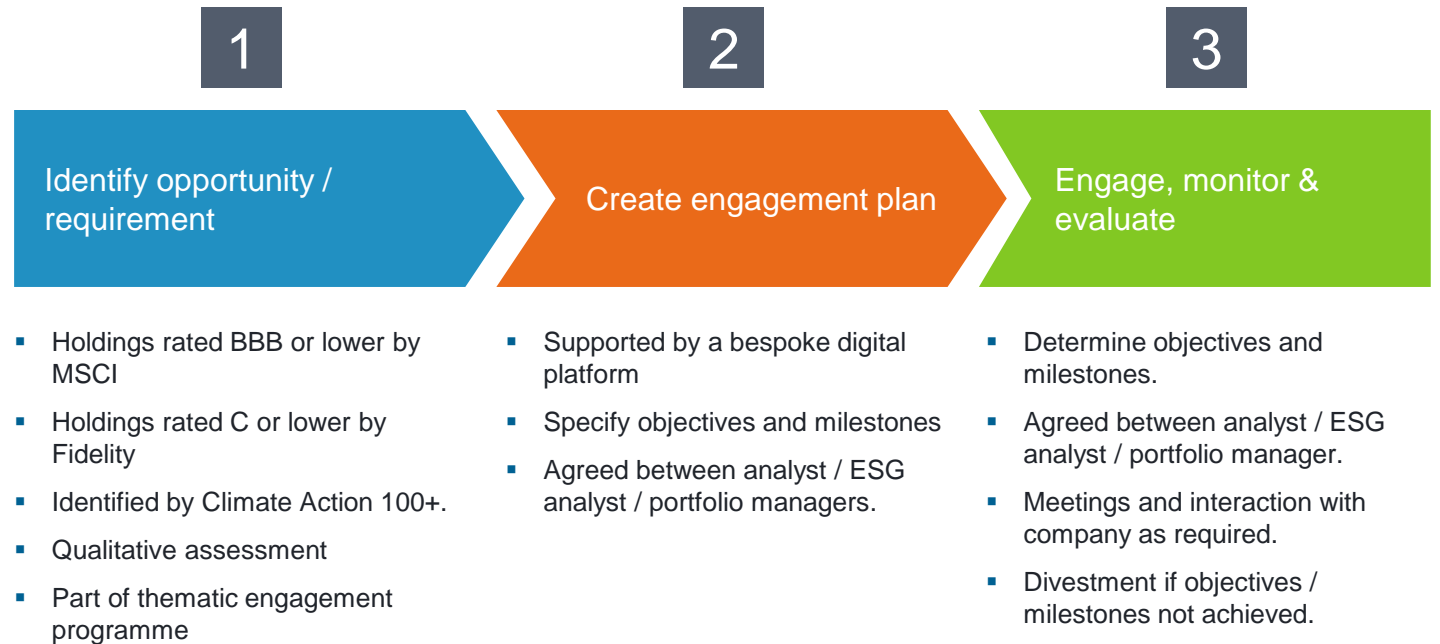 1
2
3
Identify opportunity /
requirement
Create engagement plan
Engage, monitor &
evaluate
▪ Holdings rated BBB or lower by
MSCI
▪ Holdings rated C or lower by
Fidelity
▪ Identified by Climate Action 100+.
▪ Qualitative assessment
▪ Part of thematic engagement
programme
▪ Supported by a bespoke digital
platform
▪ Specify objectives and milestones
▪ Agreed between analyst / ESG
analyst / portfolio managers.
▪ Determine objectives and
milestones.
▪ Agreed between analyst / ESG
analyst / portfolio manager.
▪ Meetings and interaction with
company as required.
▪ Divestment if objectives /
milestones not achieved.